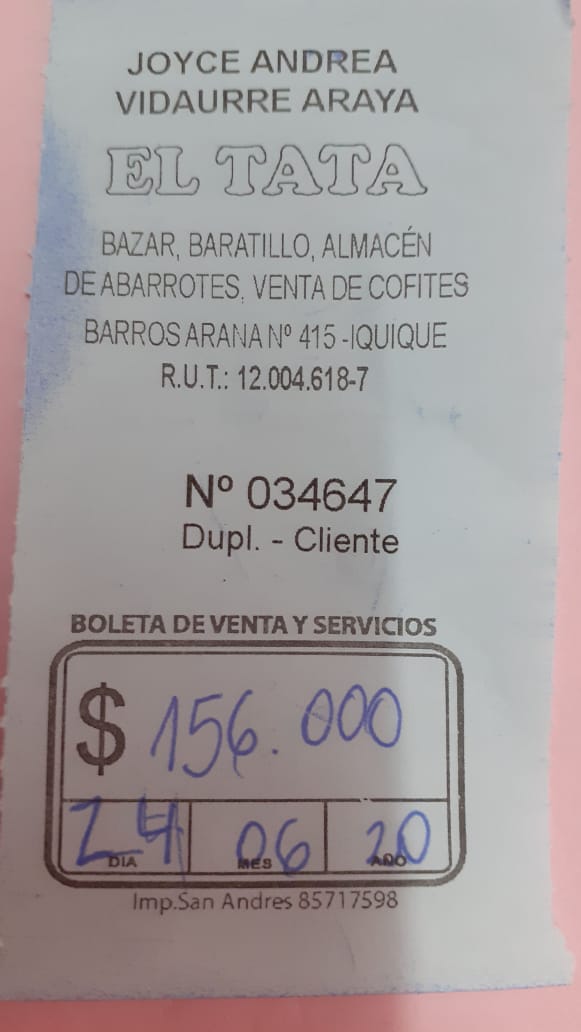 JOYCE ANDREA
VIDAURRE ARAYA
EL TATA
BAZAR, BARATILLO, ALMACÉN
DE ABARROTES, VENTA DE COFITES
BARROS ARANA Nº 415 -IQUIQUE
R.U.T.: 12.004.618-7
Nº 034647
Dupl. - Cliente
BOLETA DE VENTA Y SERVICIOS
$ 156.000
24 06 20
DIA MES AÑO
Imp.San Andres 85717598